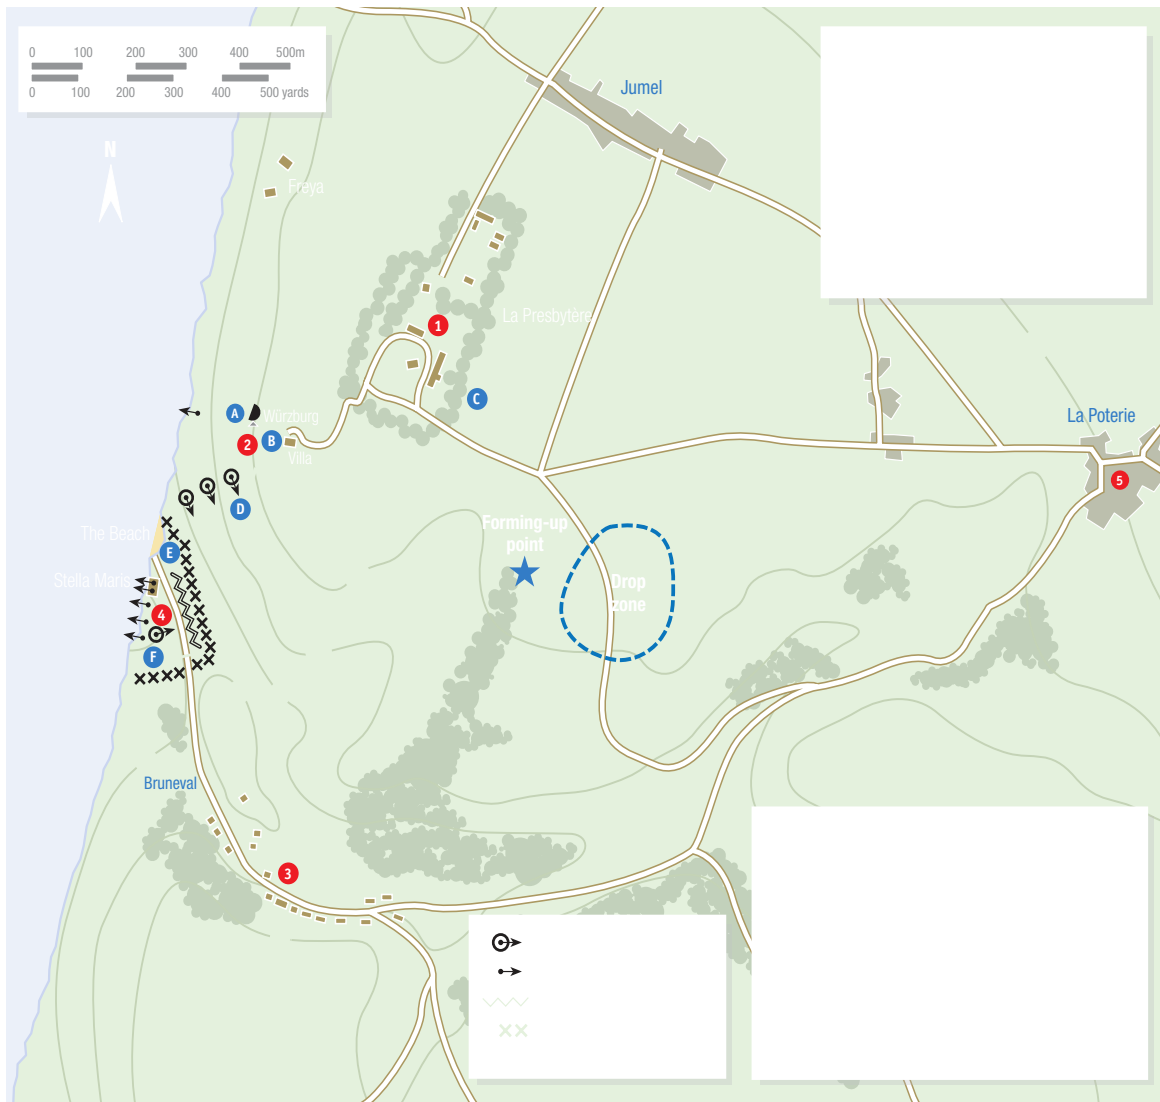 0 100 200 300 400 500m
0 100 200 300 400 500 yards
N
Jumel
Freya
La Presbytère
1
C
A
Würzburg
2
B
Villa
La Poterie
5
D
The Beach
E
Forming-up
point
Stella Maris
Drop
zone
4
F
Bruneval
3